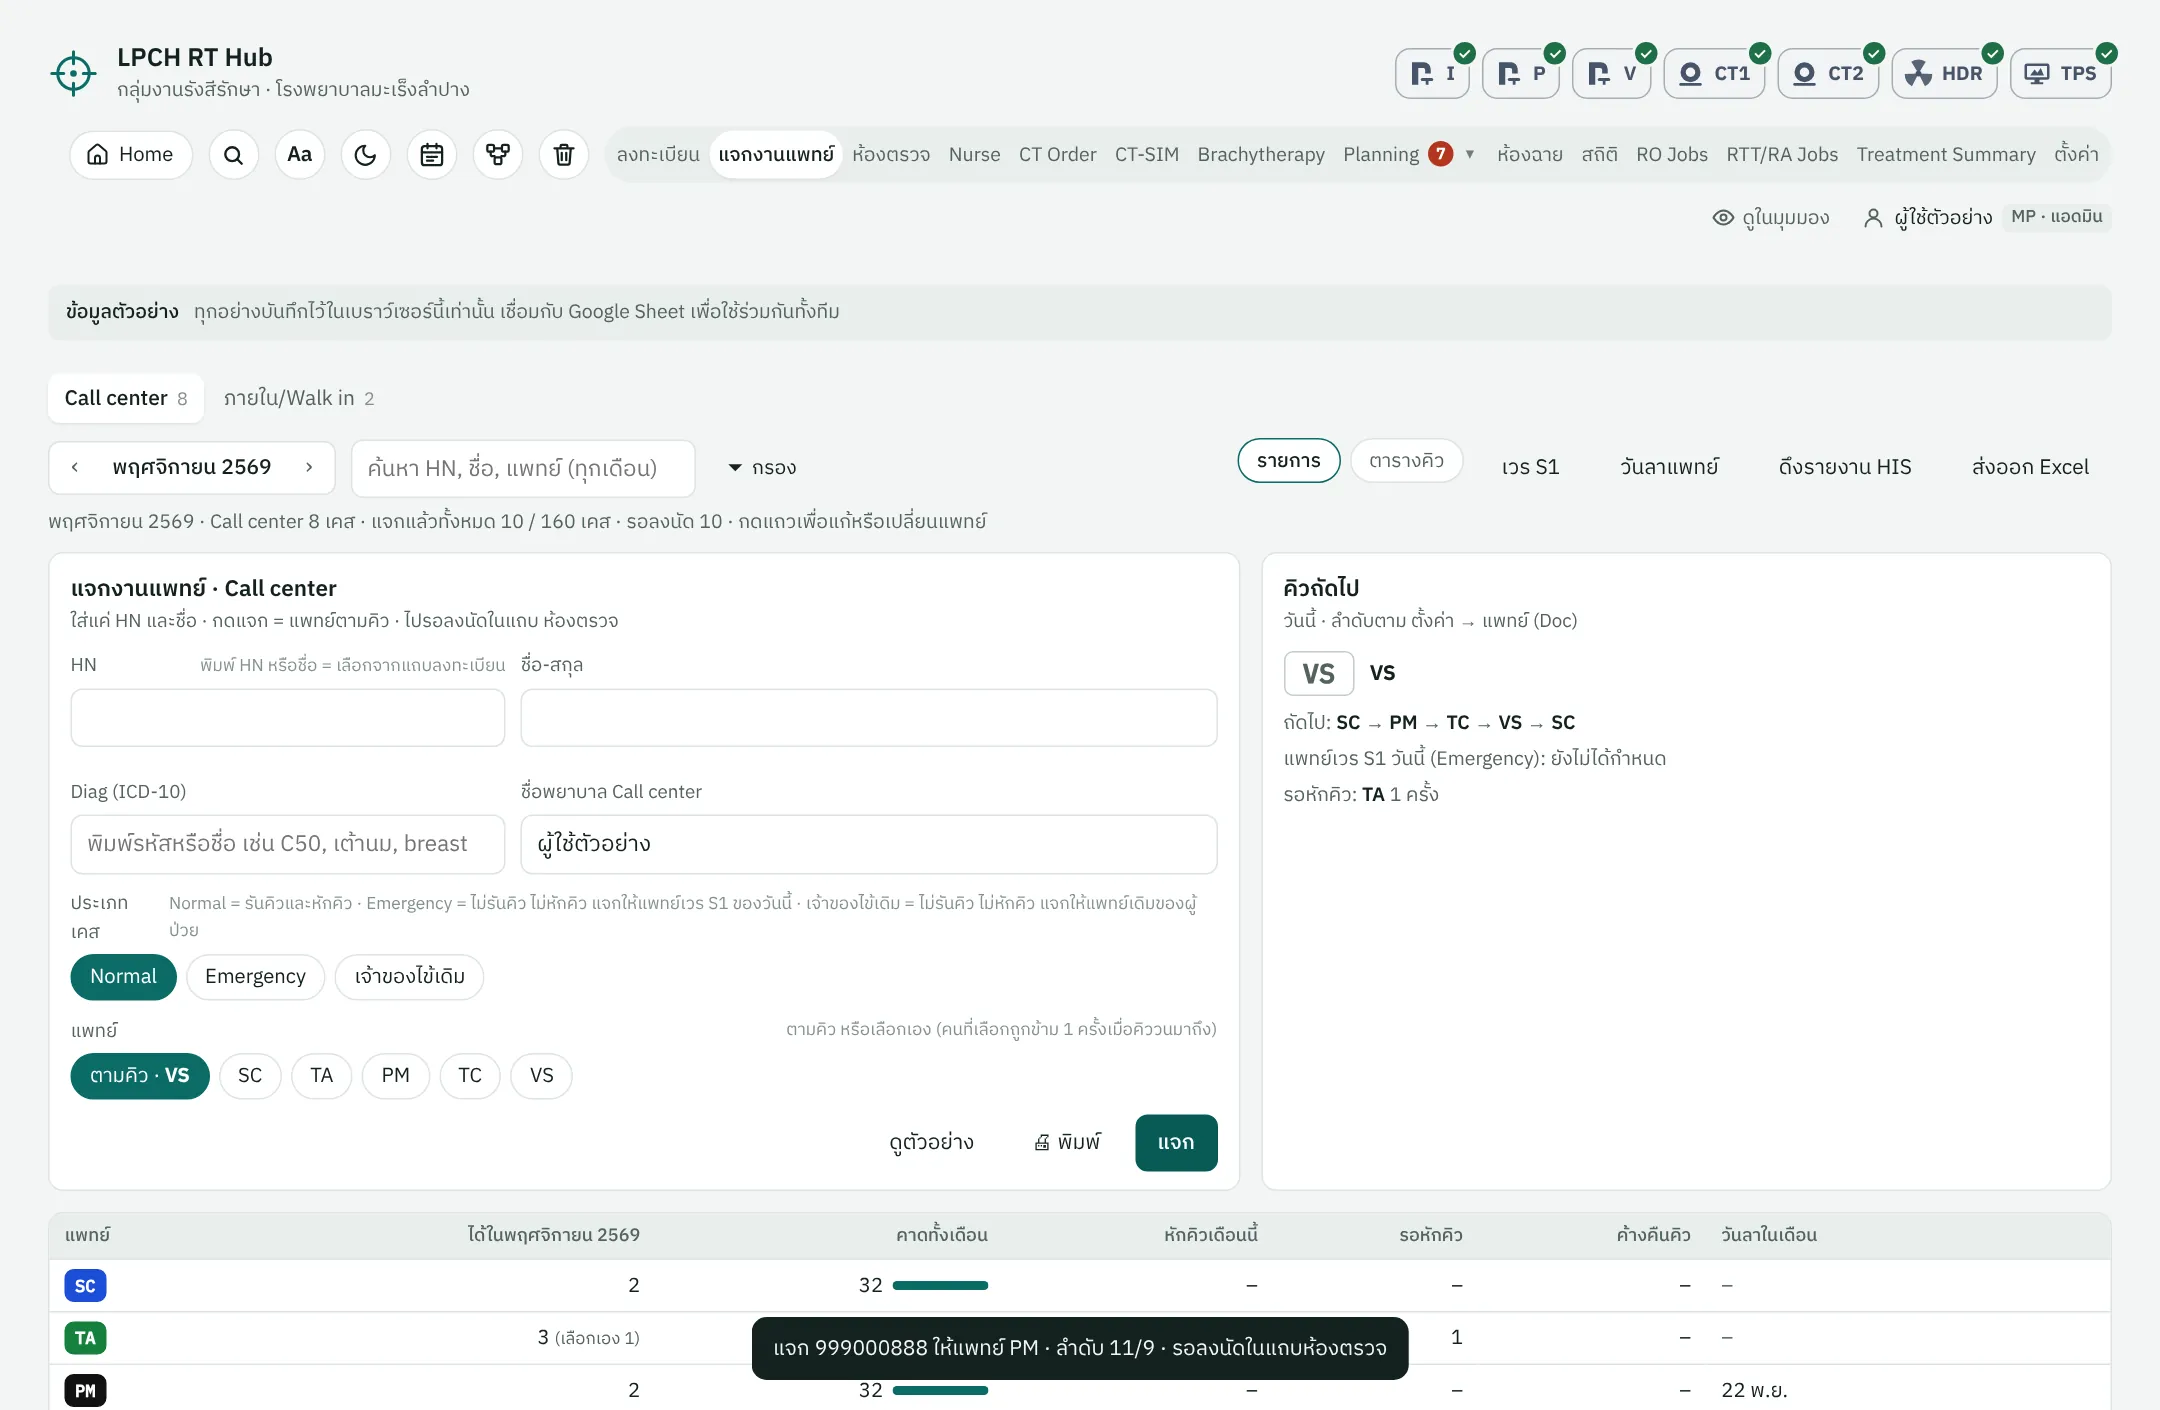 LPCH RT Hub
กลุ่มงานรังสีรักษา · โรงพยาบาลมะเร็งลำปาง
I P V CT1 CT2 HDR TPS
Home Aa ลงทะเบียน แจกงานแพทย์ ห้องตรวจ Nurse CT Order CT-SIM Brachytherapy Planning 7 ▼ ห้องฉาย สถิติ RO Jobs RTT/RA Jobs Treatment Summary ตั้งค่า
ดูในมุมมอง ผู้ใช้ตัวอย่าง MP · แอดมิน
ข้อมูลตัวอย่าง ทุกอย่างบันทึกไว้ในเบราว์เซอร์นี้เท่านั้น เชื่อมกับ Google Sheet เพื่อใช้ร่วมกันทั้งทีม
Call center 8 ภายใน/Walk in 2
‹ พฤศจิกายน 2569 › ค้นหา HN, ชื่อ, แพทย์ (ทุกเดือน) กรอง รายการ ตารางคิว เวร S1 วันลาแพทย์ ดึงรายงาน HIS ส่งออก Excel
พฤศจิกายน 2569 · Call center 8 เคส · แจกแล้วทั้งหมด 10 / 160 เคส · รอลงนัด 10 · กดแถวเพื่อแก้หรือเปลี่ยนแพทย์
แจกงานแพทย์ · Call center
ใส่แค่ HN และชื่อ · กดแจก = แพทย์ตามคิว · ไปรอลงนัดในแถบ ห้องตรวจ
HN พิมพ์ HN หรือชื่อ = เลือกจากแถบลงทะเบียน ชื่อ-สกุล
Diag (ICD-10) ชื่อพยาบาล Call center
พิมพ์รหัสหรือชื่อ เช่น C50, เต้านม, breast ผู้ใช้ตัวอย่าง
ประเภทเคส Normal = รันคิวและหักคิว · Emergency = ไม่รันคิว ไม่หักคิว แจกให้แพทย์เวร S1 ของวันนี้ · เจ้าของไข้เดิม = ไม่รันคิว ไม่หักคิว แจกให้แพทย์เดิมของผู้ป่วย
Normal Emergency เจ้าของไข้เดิม
แพทย์ ตามคิว หรือเลือกเอง (คนที่เลือกถูกข้าม 1 ครั้งเมื่อคิววนมาถึง)
ตามคิว · VS SC TA PM TC VS
ดูตัวอย่าง พิมพ์ แจก
คิวถัดไป
วันนี้ · ลำดับตาม ตั้งค่า → แพทย์ (Doc)
VS VS
ถัดไป: SC → PM → TC → VS → SC
แพทย์เวร S1 วันนี้ (Emergency): ยังไม่ได้กำหนด
รอหักคิว: TA 1 ครั้ง
แพทย์ ได้ในพฤศจิกายน 2569 คาดทั้งเดือน หักคิวเดือนนี้ รอหักคิว ค้างคืนคิว วันลาในเดือน
SC 2 32 – – – –
TA 3 (เลือกเอง 1) 1 – –
แจก 999000888 ให้แพทย์ PM · ลำดับ 11/9 · รอลงนัดในแถบห้องตรวจ
PM 2 32 – – – 22 พ.ย.